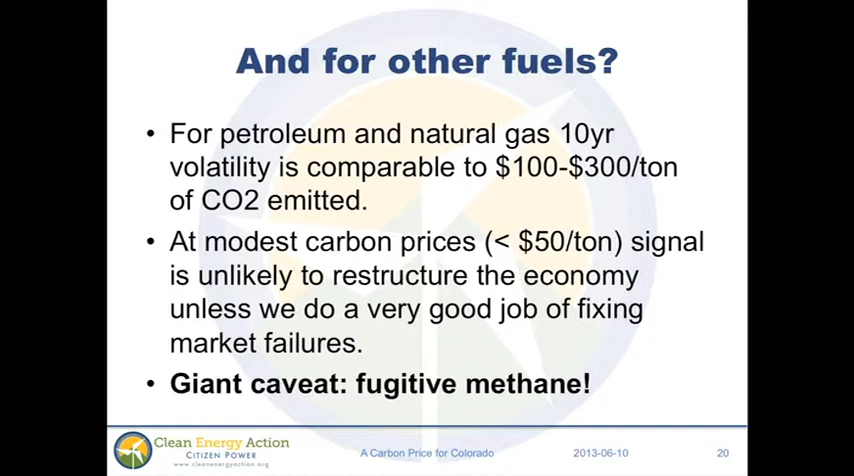 And for other fuels?
• For petroleum and natural gas 10yr
volatility is comparable to $100-$300/ton
of CO2 emitted.
• At modest carbon prices (< $50/ton) signal
is unlikely to restructure the economy
unless we do a very good job of fixing
market failures.
• Giant caveat: fugitive methane!
Clean Energy Action
CITIZEN POWER
www.cleanenergyaction.org
A Carbon Price for Colorado
2013-06-10
20